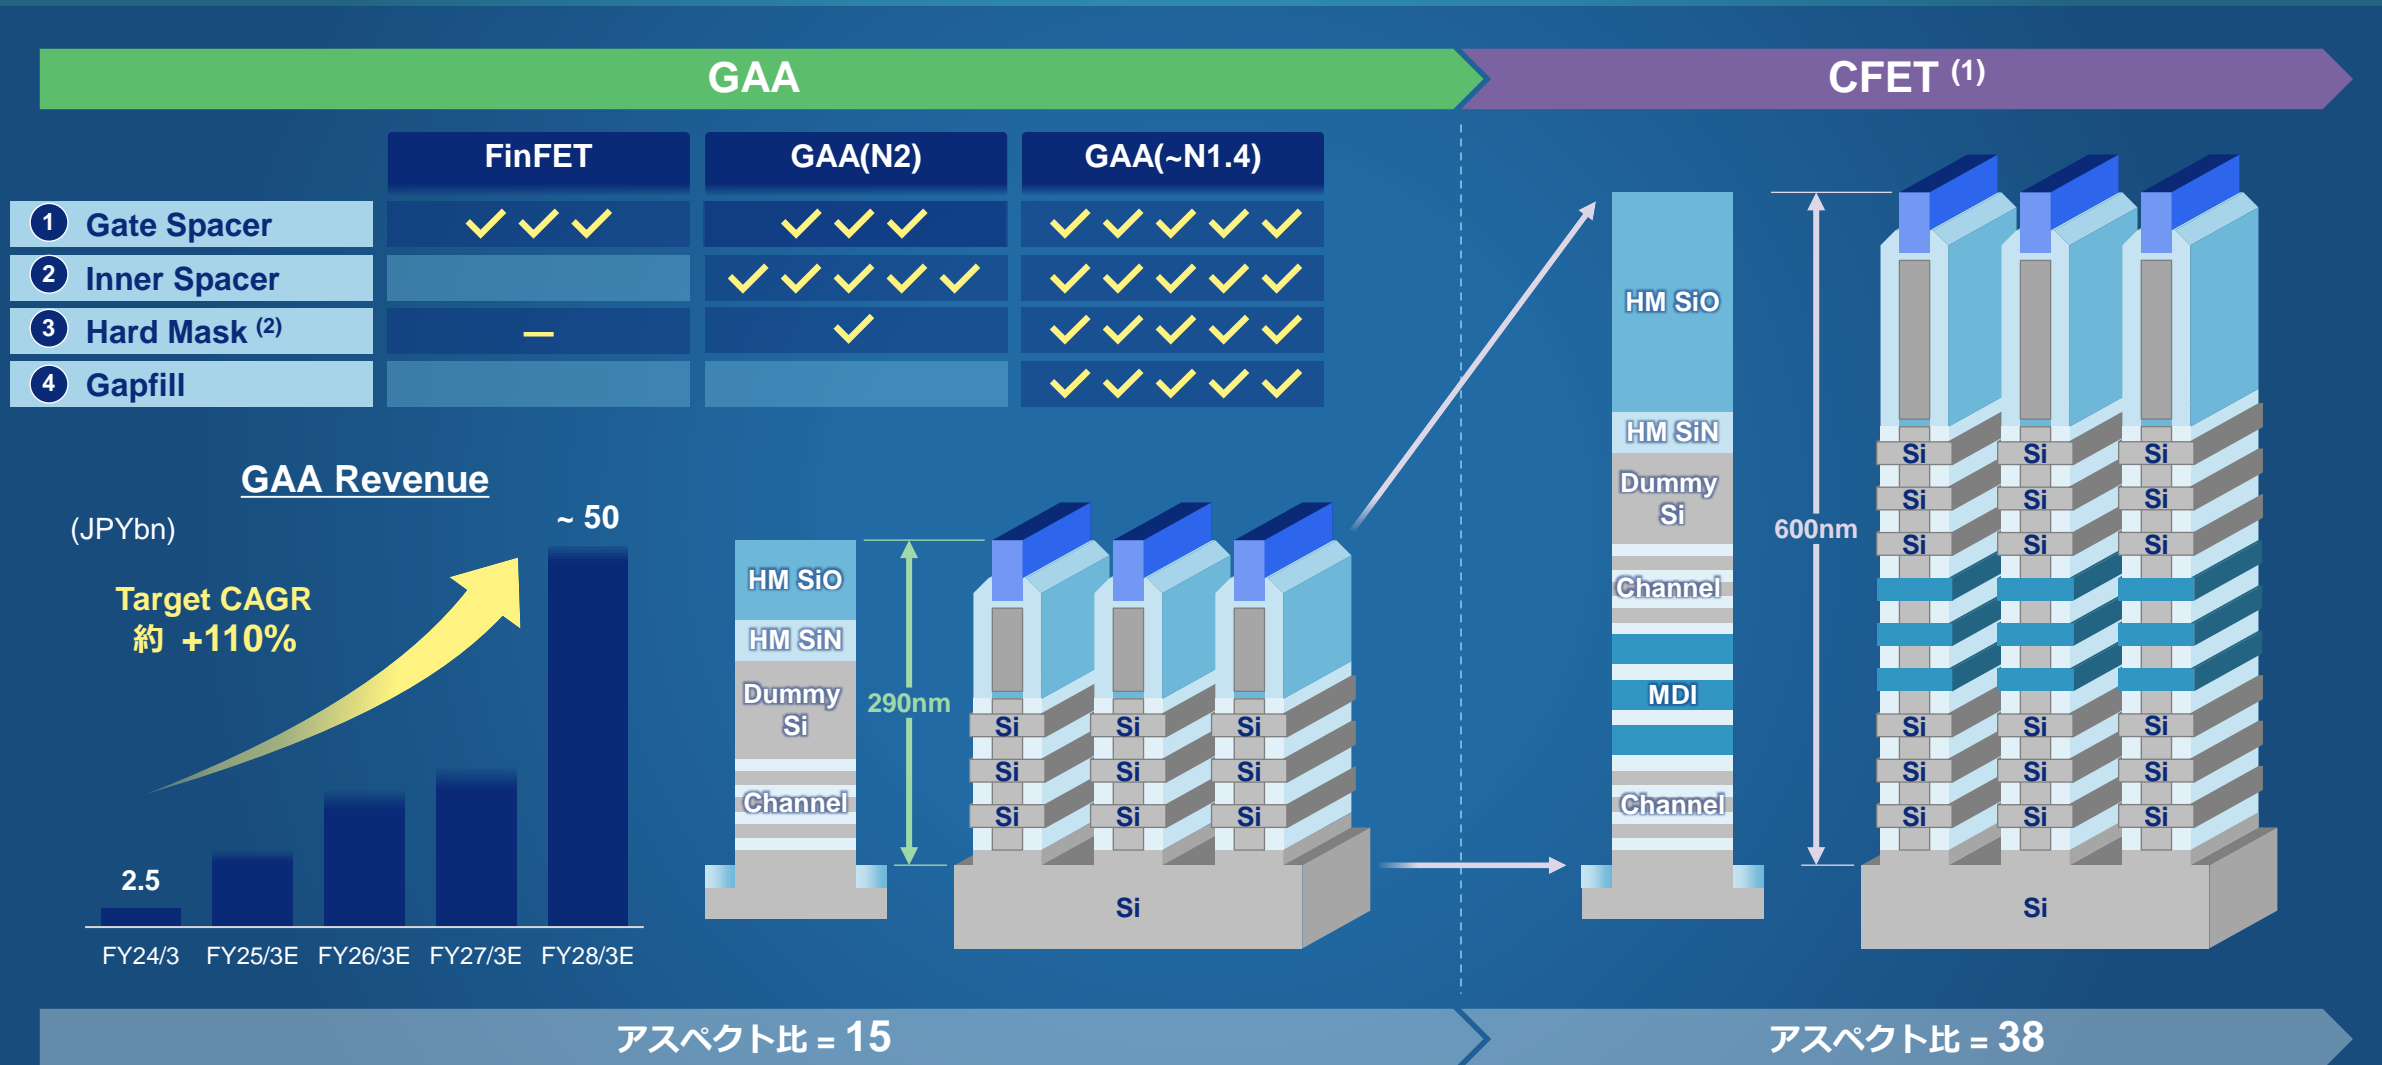 GAA
CFET (1)
FinFET
GAA(N2)
GAA(~N1.4)
1 Gate Spacer
2 Inner Spacer
3 Hard Mask (2)
4 Gapfill
GAA Revenue
(JPYbn)
~ 50
Target CAGR
約 +110%
2.5
FY24/3 FY25/3E FY26/3E FY27/3E FY28/3E
HM SiO
HM SiN
Dummy
Si
Channel
290nm
Si Si Si
Si Si Si
Si Si Si
Si
HM SiO
HM SiN
Dummy
Si
Channel
MDI
Channel
600nm
Si Si Si
Si Si Si
Si Si Si
Si Si Si
Si Si Si
Si Si Si
Si
アスペクト比 = 15
アスペクト比 = 38